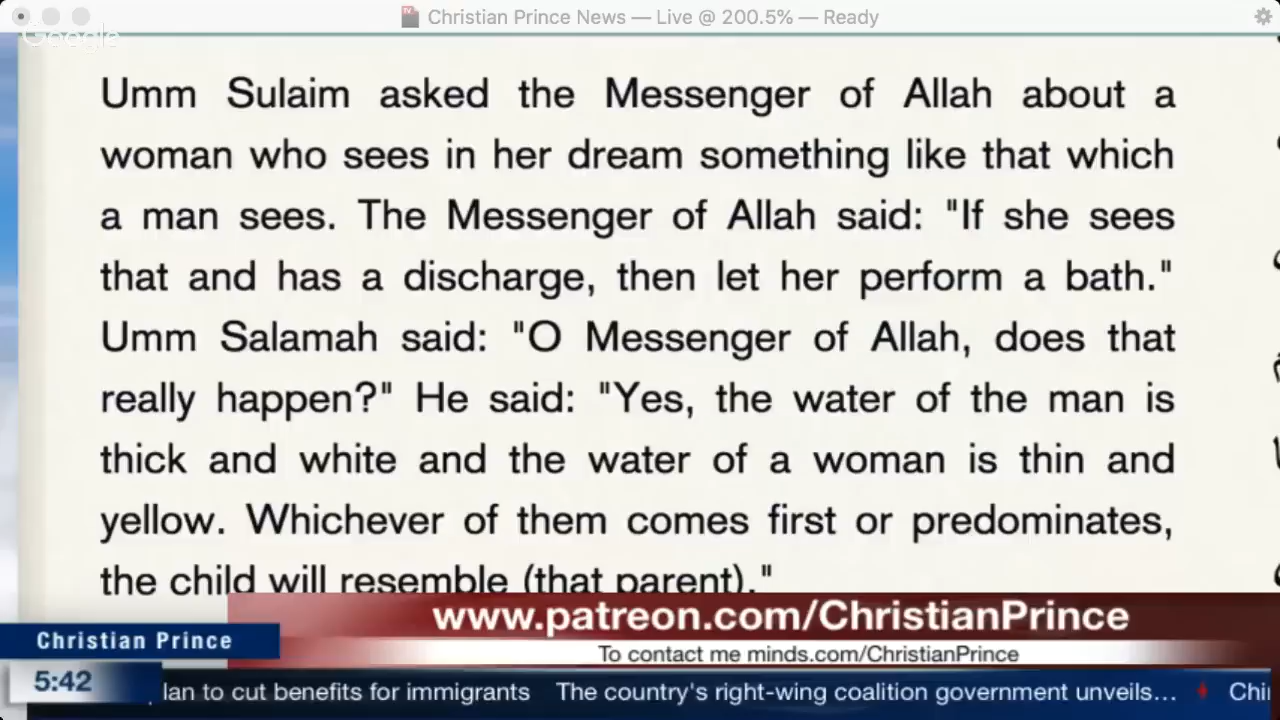 Christian Prince News — Live @ 200.5% — Ready
Google
Umm Sulaim asked the Messenger of Allah about a
woman who sees in her dream something like that which
a man sees. The Messenger of Allah said: "If she sees
that and has a discharge, then let her perform a bath."
Umm Salamah said: "O Messenger of Allah, does that
really happen?" He said: "Yes, the water of the man is
thick and white and the water of a woman is thin and
yellow. Whichever of them comes first or predominates,
the child will resemble (that parent)."
www.patreon.com/ChristianPrince
Christian Prince
To contact me minds.com/ChristianPrince
5:42
lan to cut benefits for immigrants The country's right-wing coalition government unveils... Chi